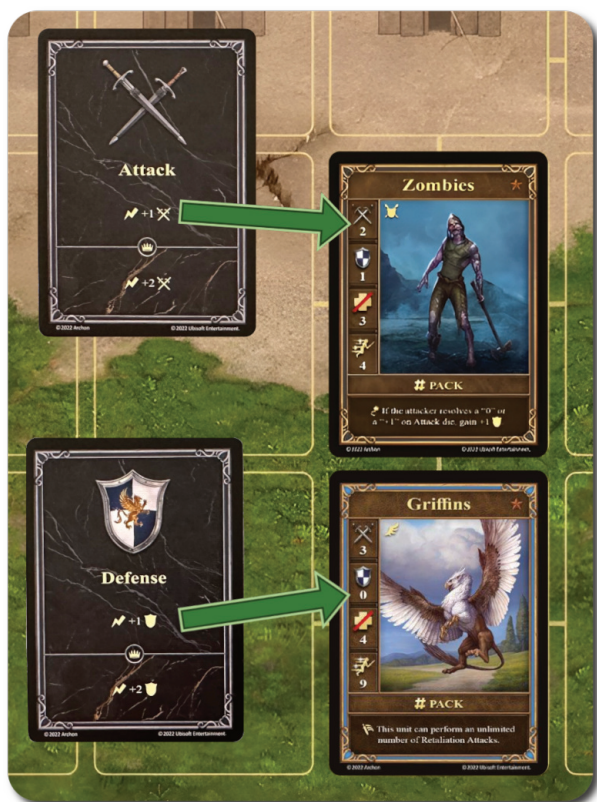 Attack
+1
+2
© 2022 Archon © 2022 Ubisoft Entertainment.
Zombies
2
1
3
4
# PACK
If the attacker resolves a "0" or
a "+1" on Attack die, gain +1
© 2022 Archon © 2022 Ubisoft Entertainment.
Defense
+1
+2
© 2022 Archon © 2022 Ubisoft Entertainment.
Griffins
3
0
4
9
# PACK
This unit can perform an unlimited
number of Retaliation Attacks.
© 2022 Archon © 2022 Ubisoft Entertainment.